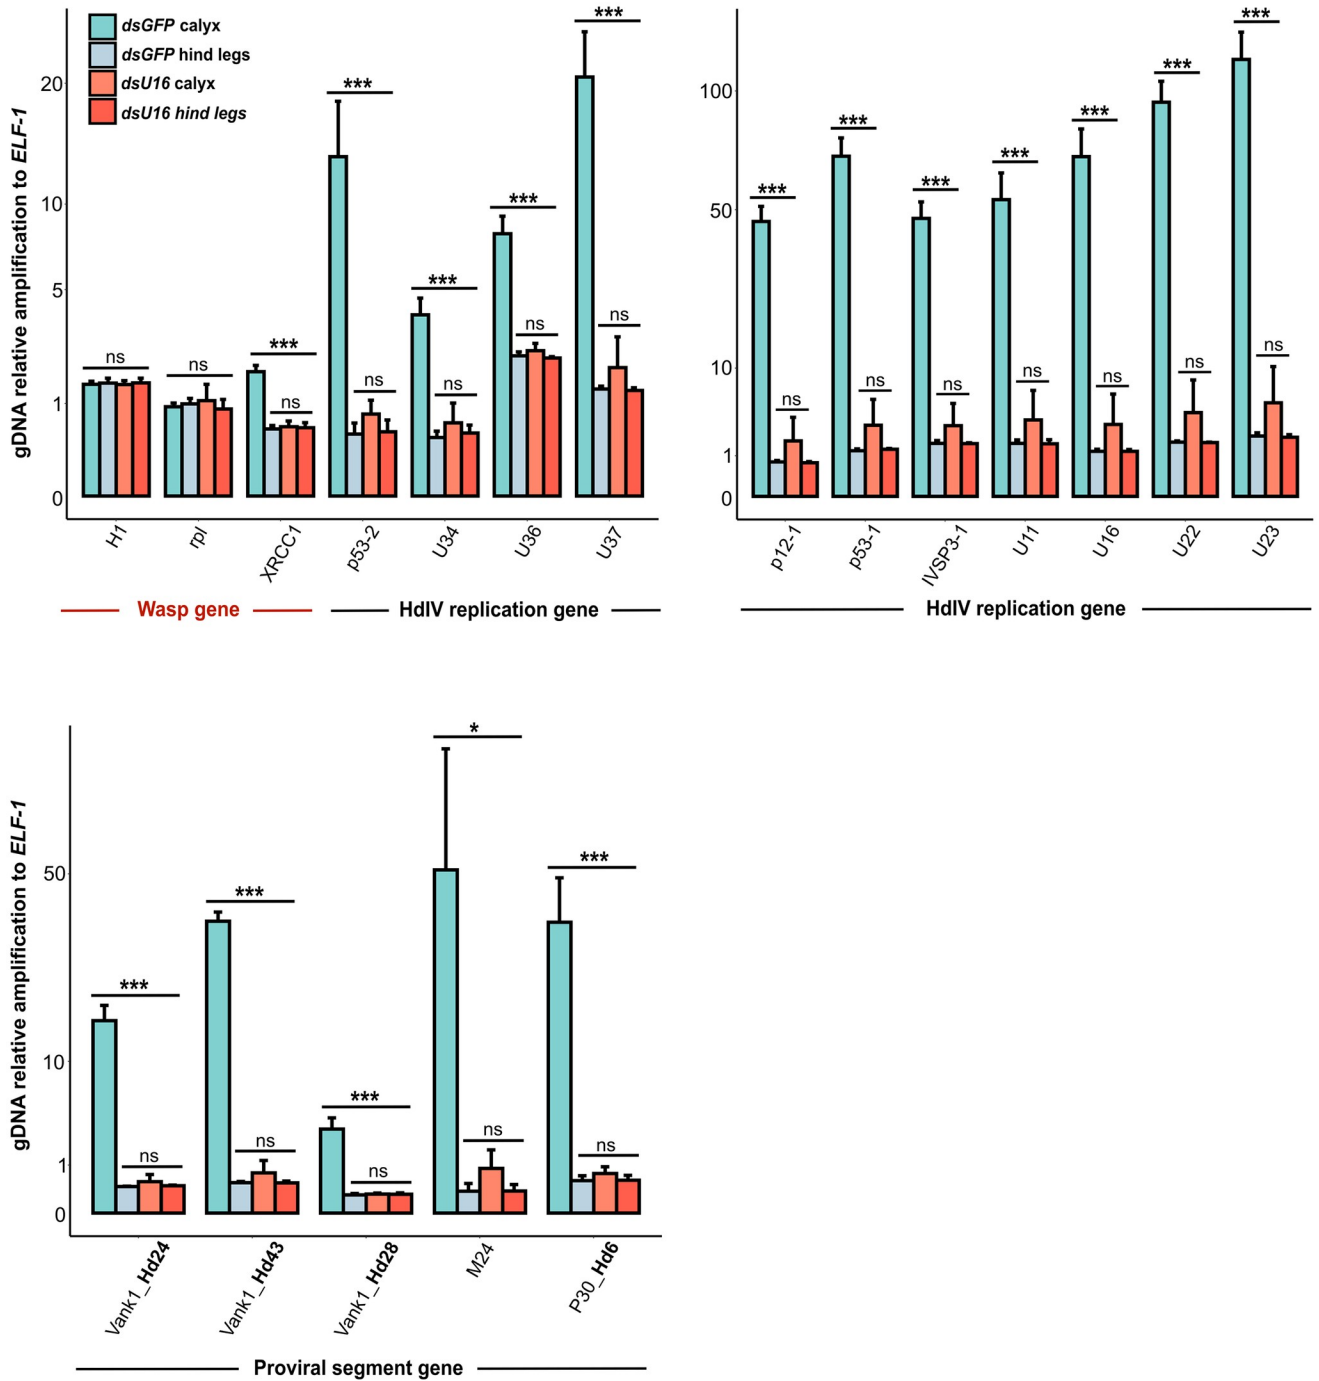 dsGFP calyx
dsGFP hind legs
dsU16 calyx
dsU16 hind legs
gDNA relative amplification to ELF-1
20
10
5
1
0
ns
ns
***
ns
***
ns
***
ns
***
ns
***
ns
H1
rpl
XRCC1
p53-2
U34
U36
U37
Wasp gene
HdIV replication gene
100
50
10
1
0
***
ns
***
ns
***
ns
***
ns
***
ns
***
ns
***
ns
p12-1
p53-1
IVSP3-1
U11
U16
U22
U23
HdIV replication gene
gDNA relative amplification to ELF-1
50
10
1
0
***
ns
***
ns
***
ns
*
ns
***
ns
Vank1_Hd24
Vank1_Hd43
Vank1_Hd28
M24
P30_Hd6
Proviral segment gene